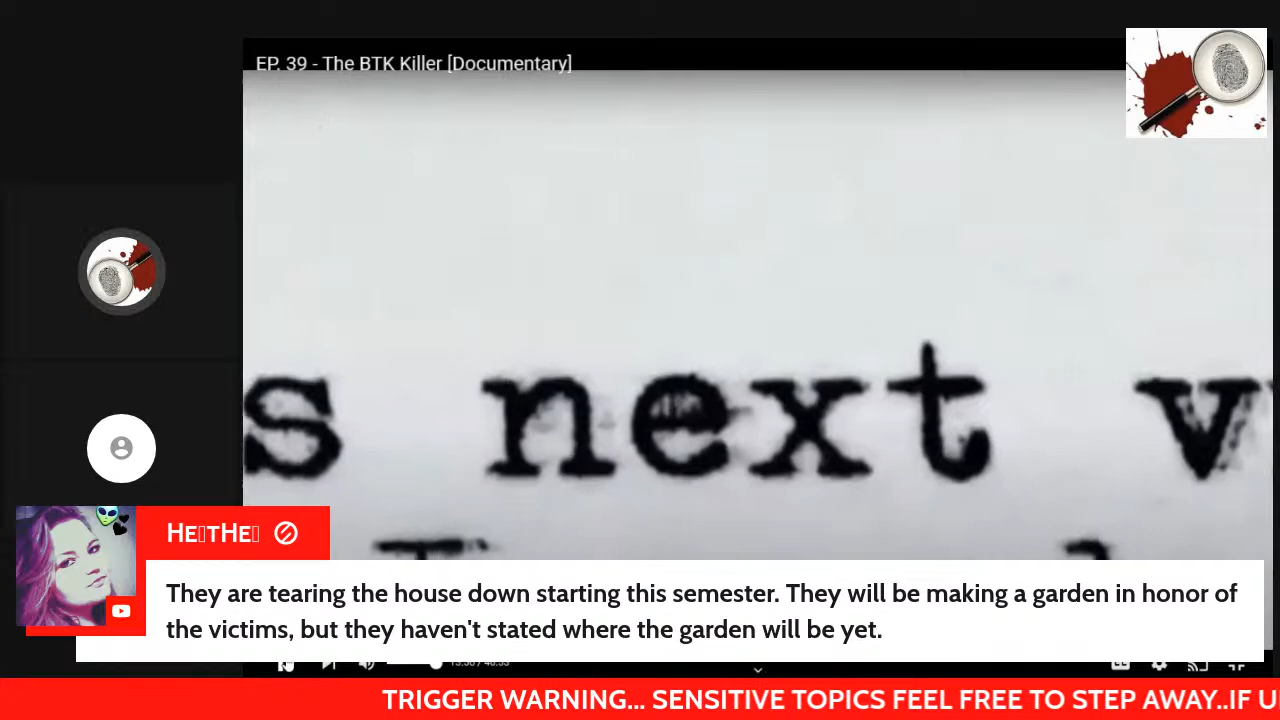 EP. 39 - The BTK Killer [Documentary]
s next v
HE▯THE▯
They are tearing the house down starting this semester. They will be making a garden in honor of
the victims, but they haven't stated where the garden will be yet.
TRIGGER WARNING... SENSITIVE TOPICS FEEL FREE TO STEP AWAY..IF U